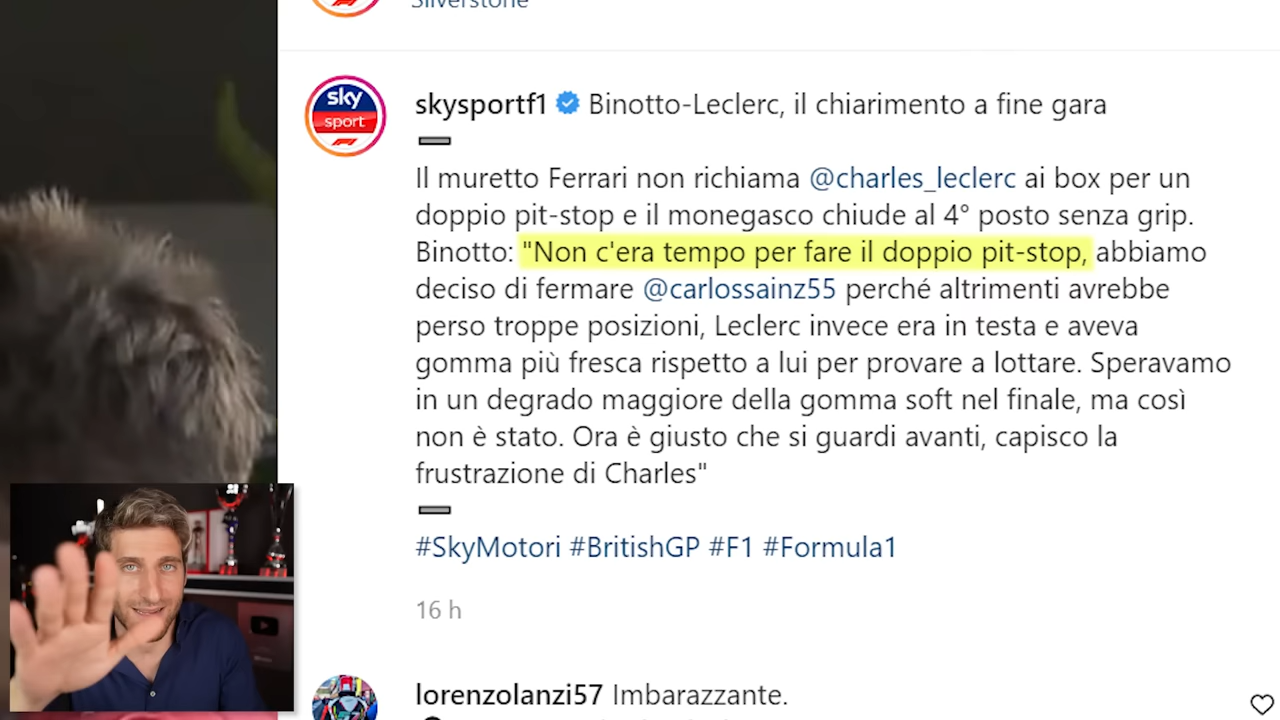 Silverstone
sky
sport
skysportf1 Binotto-Leclerc, il chiarimento a fine gara
Il muretto Ferrari non richiama @charles_leclerc ai box per un
doppio pit-stop e il monegasco chiude al 4° posto senza grip.
Binotto: "Non c'era tempo per fare il doppio pit-stop, abbiamo
deciso di fermare @carlossainz55 perché altrimenti avrebbe
perso troppe posizioni, Leclerc invece era in testa e aveva
gomma più fresca rispetto a lui per provare a lottare. Speravamo
in un degrado maggiore della gomma soft nel finale, ma così
non è stato. Ora è giusto che si guardi avanti, capisco la
frustrazione di Charles"
#SkyMotori #BritishGP #F1 #Formula1
16 h
lorenzolanzi57 Imbarazzante.